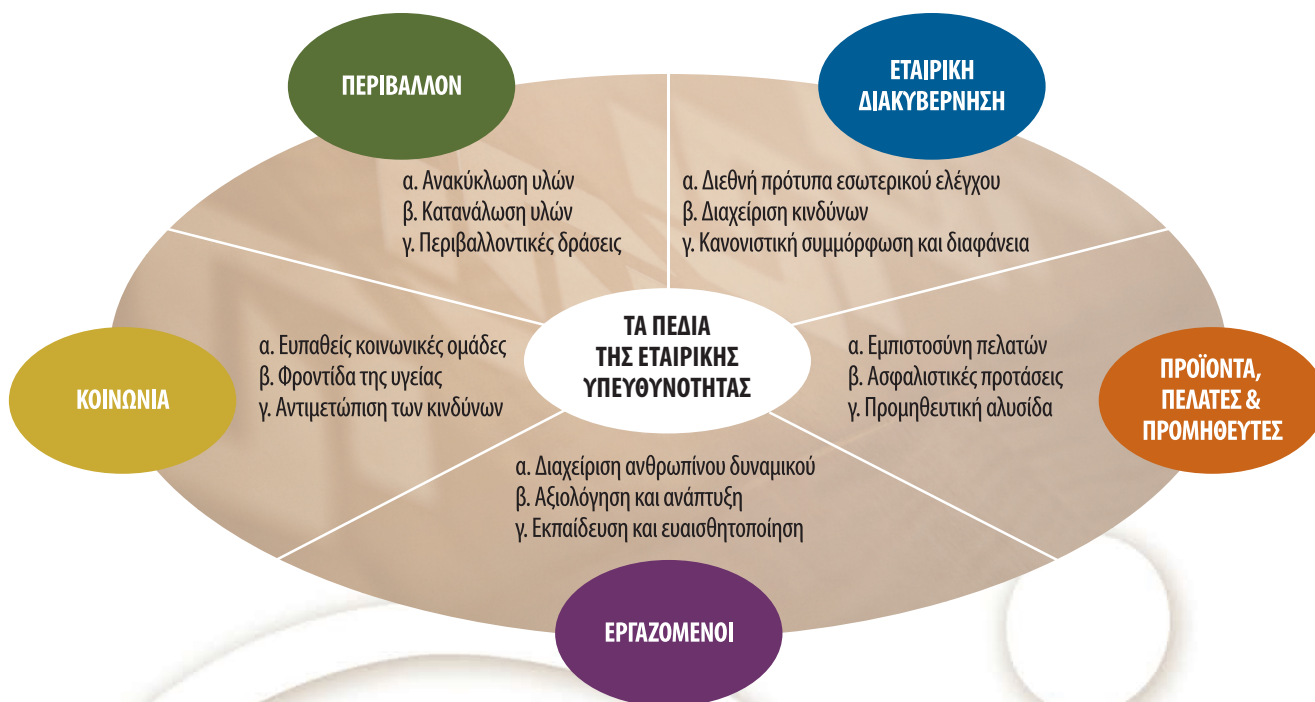 ΠΕΡΙΒΑΛΛΟΝ
α. Ανακύκλωση υλών
β. Κατανάλωση υλών
γ. Περιβαλλοντικές δράσεις
ΕΤΑΙΡΙΚΗ
ΔΙΑΚΥΒΕΡΝΗΣΗ
α. Διεθνή πρότυπα εσωτερικού ελέγχου
β. Διαχείριση κινδύνων
γ. Κανονιστική συμμόρφωση και διαφάνεια
ΤΑ ΠΕΔΙΑ
ΤΗΣ ΕΤΑΙΡΙΚΗΣ
ΥΠΕΥΘΥΝΟΤΗΤΑΣ
ΚΟΙΝΩΝΙΑ
α. Ευπαθείς κοινωνικές ομάδες
β. Φροντίδα της υγείας
γ. Αντιμετώπιση των κινδύνων
α. Εμπιστοσύνη πελατών
β. Ασφαλιστικές προτάσεις
γ. Προμηθευτική αλυσίδα
ΠΡΟΪΟΝΤΑ,
ΠΕΛΑΤΕΣ &
ΠΡΟΜΗΘΕΥΤΕΣ
α. Διαχείριση ανθρωπίνου δυναμικού
β. Αξιολόγηση και ανάπτυξη
γ. Εκπαίδευση και ευαισθητοποίηση
ΕΡΓΑΖΟΜΕΝΟΙ